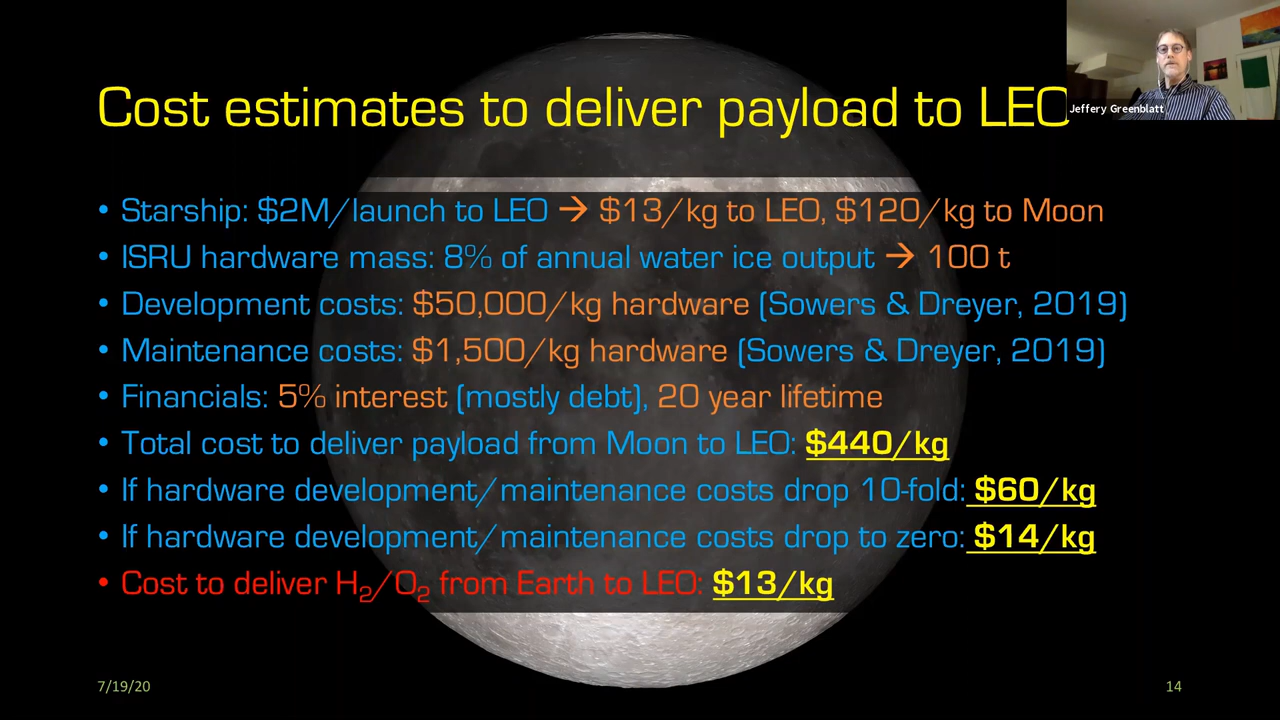 Cost estimates to deliver payload to LEO
Jeffery Greenblatt
• Starship: $2M/launch to LEO → $13/kg to LEO, $120/kg to Moon
• ISRU hardware mass: 8% of annual water ice output → 100 t
• Development costs: $50,000/kg hardware (Sowers & Dreyer, 2019)
• Maintenance costs: $1,500/kg hardware (Sowers & Dreyer, 2019)
• Financials: 5% interest (mostly debt), 20 year lifetime
• Total cost to deliver payload from Moon to LEO: $440/kg
• If hardware development/maintenance costs drop 10-fold: $60/kg
• If hardware development/maintenance costs drop to zero: $14/kg
• Cost to deliver H₂/O₂ from Earth to LEO: $13/kg
7/19/20
14